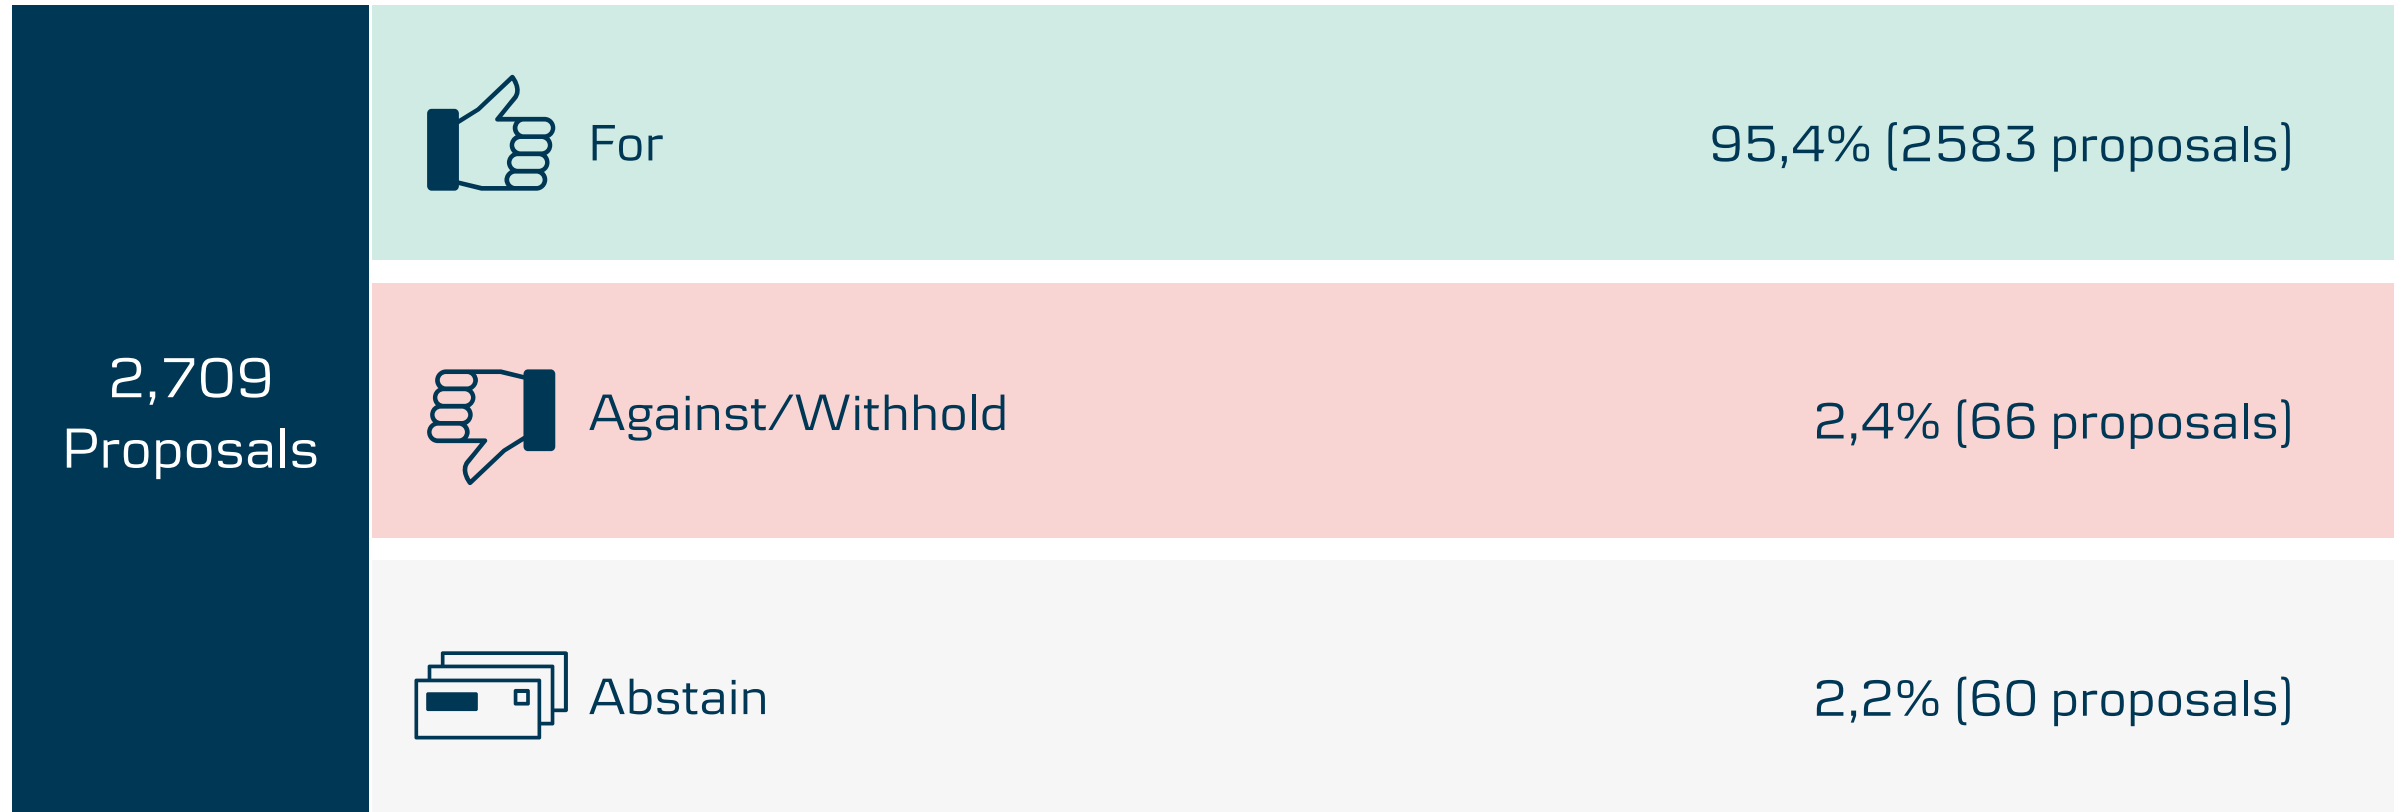 2,709
Proposals
For
95,4% (2583 proposals)
Against/Withhold
2,4% (66 proposals)
Abstain
2,2% (60 proposals)